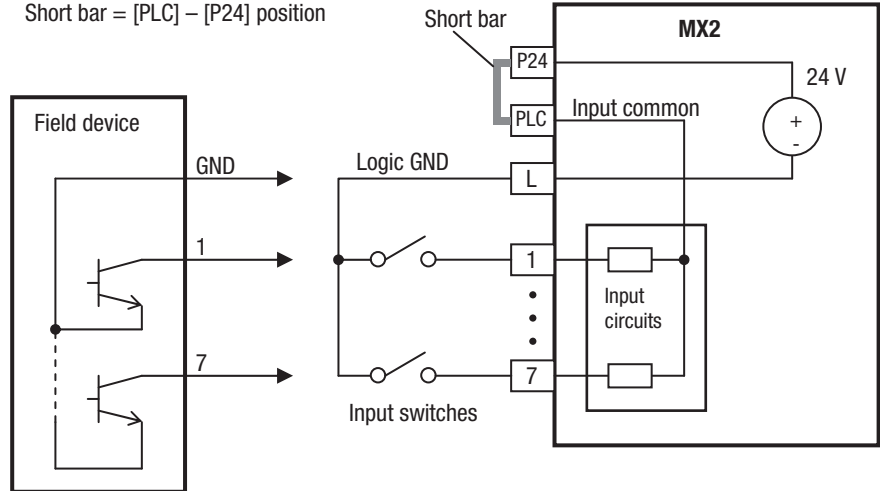 Short bar = [PLC] – [P24] position
Short bar
MX2
P24
24 V
PLC
Input common
+
-
Field device
GND
Logic GND
L
1
1
Input
circuits
7
7
Input switches